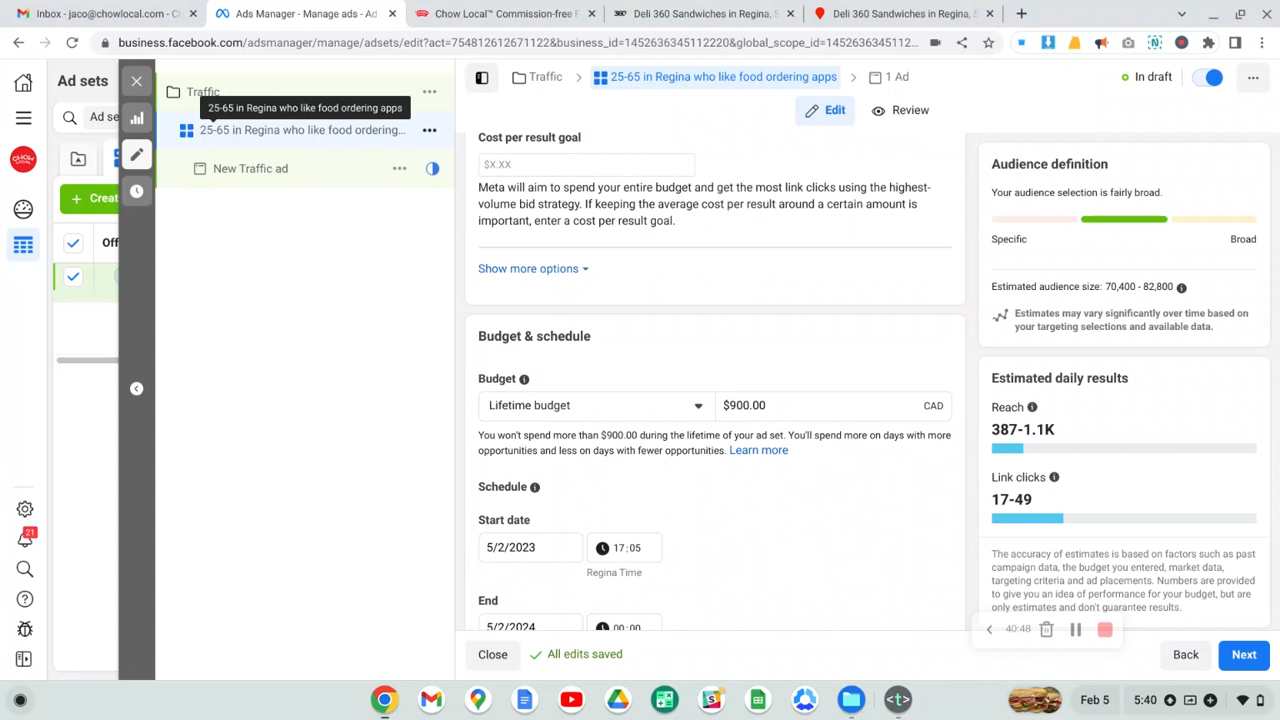 Inbox - jaco@chowlocal.com - Ch
Ads Manager - Manage ads - Ad
Chow Local™ Commission-free F
Deli 360 Sandwiches in Regina, S
Deli 360 Sandwiches in Regina, S
business.facebook.com/adsmanager/manage/adsets/edit?act=754812612671122&business_id=1452636345112220&global_scope_id=1452636345112...
Ad sets
Traffic
Traffic
25-65 in Regina who like food ordering apps
1 Ad
In draft
Ad se
25-65 in Regina who like food ordering apps
Edit
Review
25-65 in Regina who like food ordering...
New Traffic ad
Creat
Off
Cost per result goal
$X.XX
Meta will aim to spend your entire budget and get the most link clicks using the highest-
volume bid strategy. If keeping the average cost per result around a certain amount is
important, enter a cost per result goal.
Show more options
Budget & schedule
Budget
Lifetime budget
$900.00
CAD
You won't spend more than $900.00 during the lifetime of your ad set. You'll spend more on days with more
opportunities and less on days with fewer opportunities. Learn more
Schedule
Start date
5/2/2023
17:05
Regina Time
End
5/2/2024
00:00
Audience definition
Your audience selection is fairly broad.
Specific
Broad
Estimated audience size: 70,400 - 82,800
Estimates may vary significantly over time based on
your targeting selections and available data.
Estimated daily results
Reach
387-1.1K
Link clicks
17-49
The accuracy of estimates is based on factors such as past
campaign data, the budget you entered, market data,
targeting criteria and ad placements. Numbers are provided
to give you an idea of performance for your budget, but are
only estimates and don't guarantee results.
40:48
Close
All edits saved
Back
Next
CHOW
LOCAL
21
Feb 5
5:40